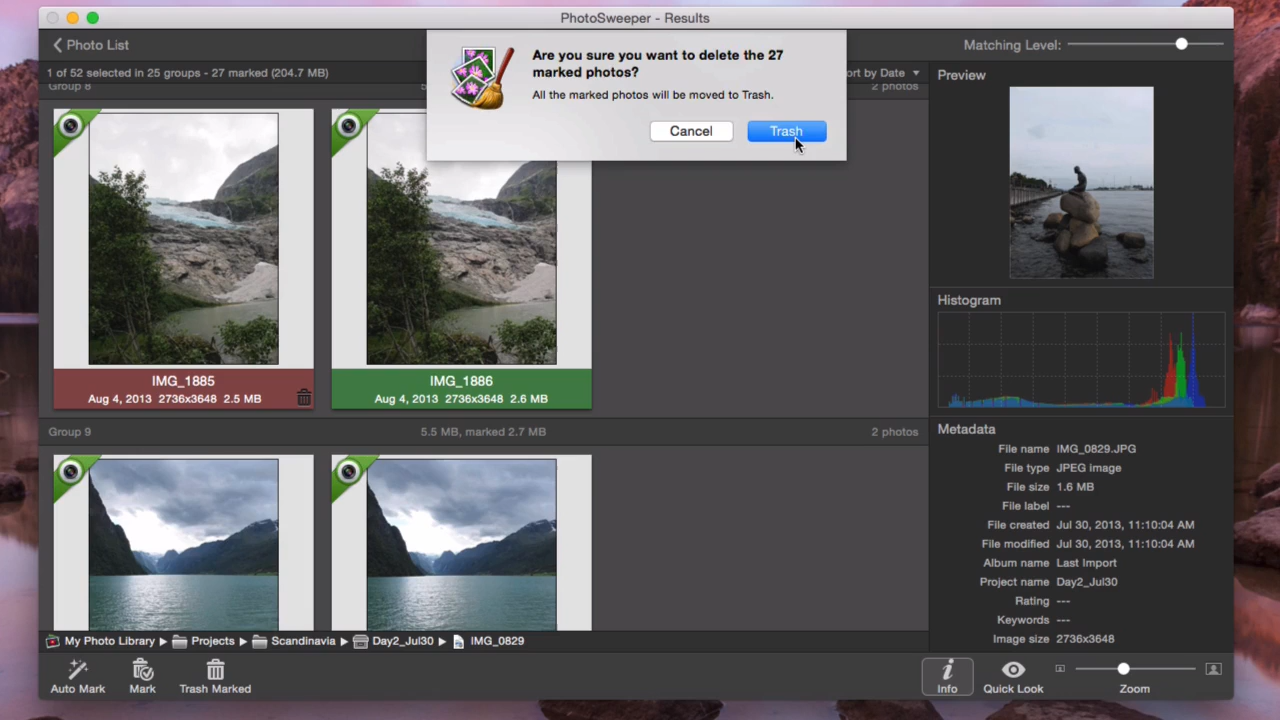 PhotoSweeper - Results
Photo List
Matching Level:
1 of 52 selected in 25 groups - 27 marked (204.7 MB)
ort by Date
Group 8
2 photos
Are you sure you want to delete the 27
marked photos?
All the marked photos will be moved to Trash.
Cancel
Trash
IMG_1885
Aug 4, 2013 2736x3648 2.5 MB
IMG_1886
Aug 4, 2013 2736x3648 2.6 MB
Group 9
5.5 MB, marked 2.7 MB
2 photos
My Photo Library
Projects
Scandinavia
Day2_Jul30
IMG_0829
Auto Mark
Mark
Trash Marked
Preview
Histogram
Metadata
File name IMG_0829.JPG
File type JPEG image
File size 1.6 MB
File label ---
File created Jul 30, 2013, 11:10:04 AM
File modified Jul 30, 2013, 11:10:04 AM
Album name Last Import
Project name Day2_Jul30
Rating ---
Keywords ---
Image size 2736x3648
Info
Quick Look
Zoom